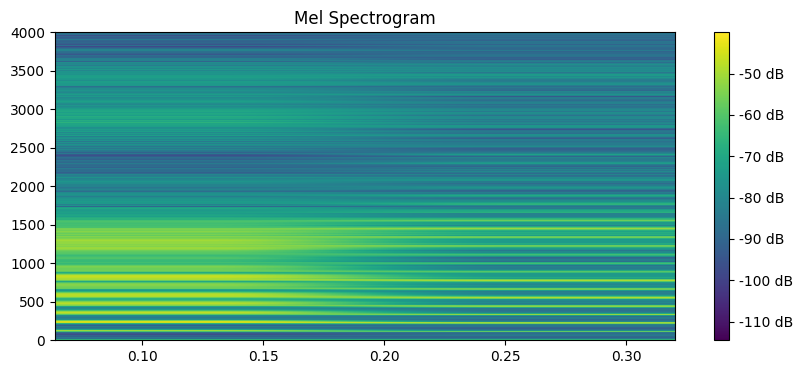 Mel Spectrogram
4000
3500
3000
2500
2000
1500
1000
500
0
0.10 0.15 0.20 0.25 0.30
-50 dB
-60 dB
-70 dB
-80 dB
-90 dB
-100 dB
-110 dB